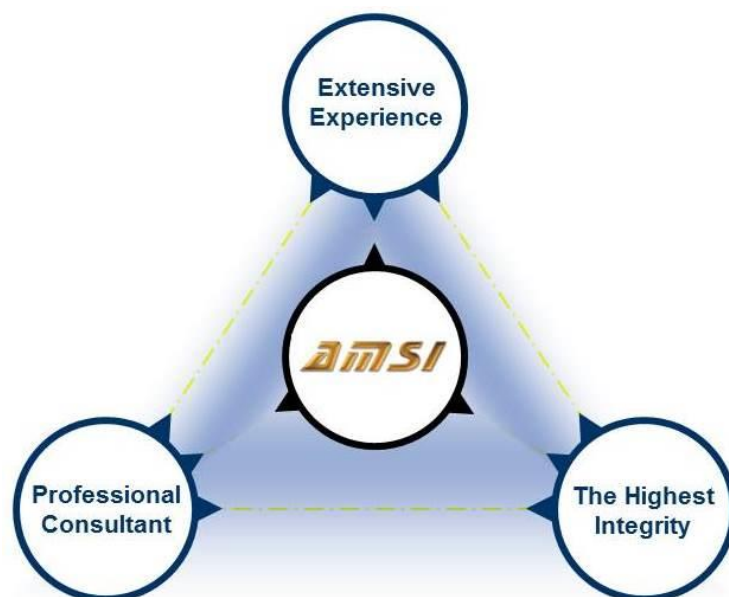 Extensive
Experience
AMSI
Professional
Consultant
The Highest
Integrity